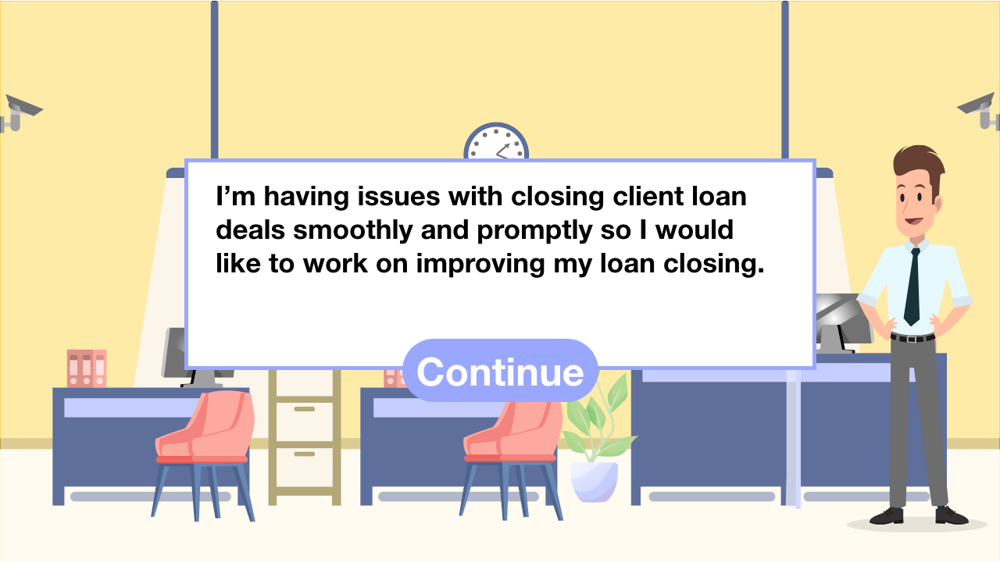 I’m having issues with closing client loan
deals smoothly and promptly so I would
like to work on improving my loan closing.
Continue